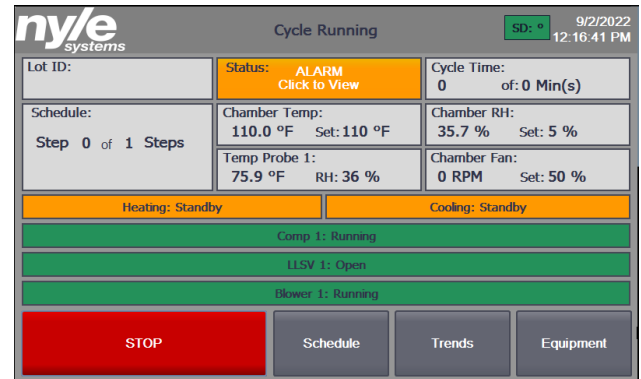 nyle
systems
Cycle Running
SD: º
9/2/2022
12:16:41 PM
Lot ID:
Status: ALARM
Click to View
Cycle Time:
0 of: 0 Min(s)
Schedule:
Step 0 of 1 Steps
Chamber Temp:
110.0 ºF Set: 110 ºF
Chamber RH:
35.7 % Set: 5 %
Temp Probe 1:
75.9 ºF RH: 36 %
Chamber Fan:
0 RPM Set: 50 %
Heating: Standby
Cooling: Standby
Comp 1: Running
LLSV 1: Open
Blower 1: Running
STOP
Schedule
Trends
Equipment